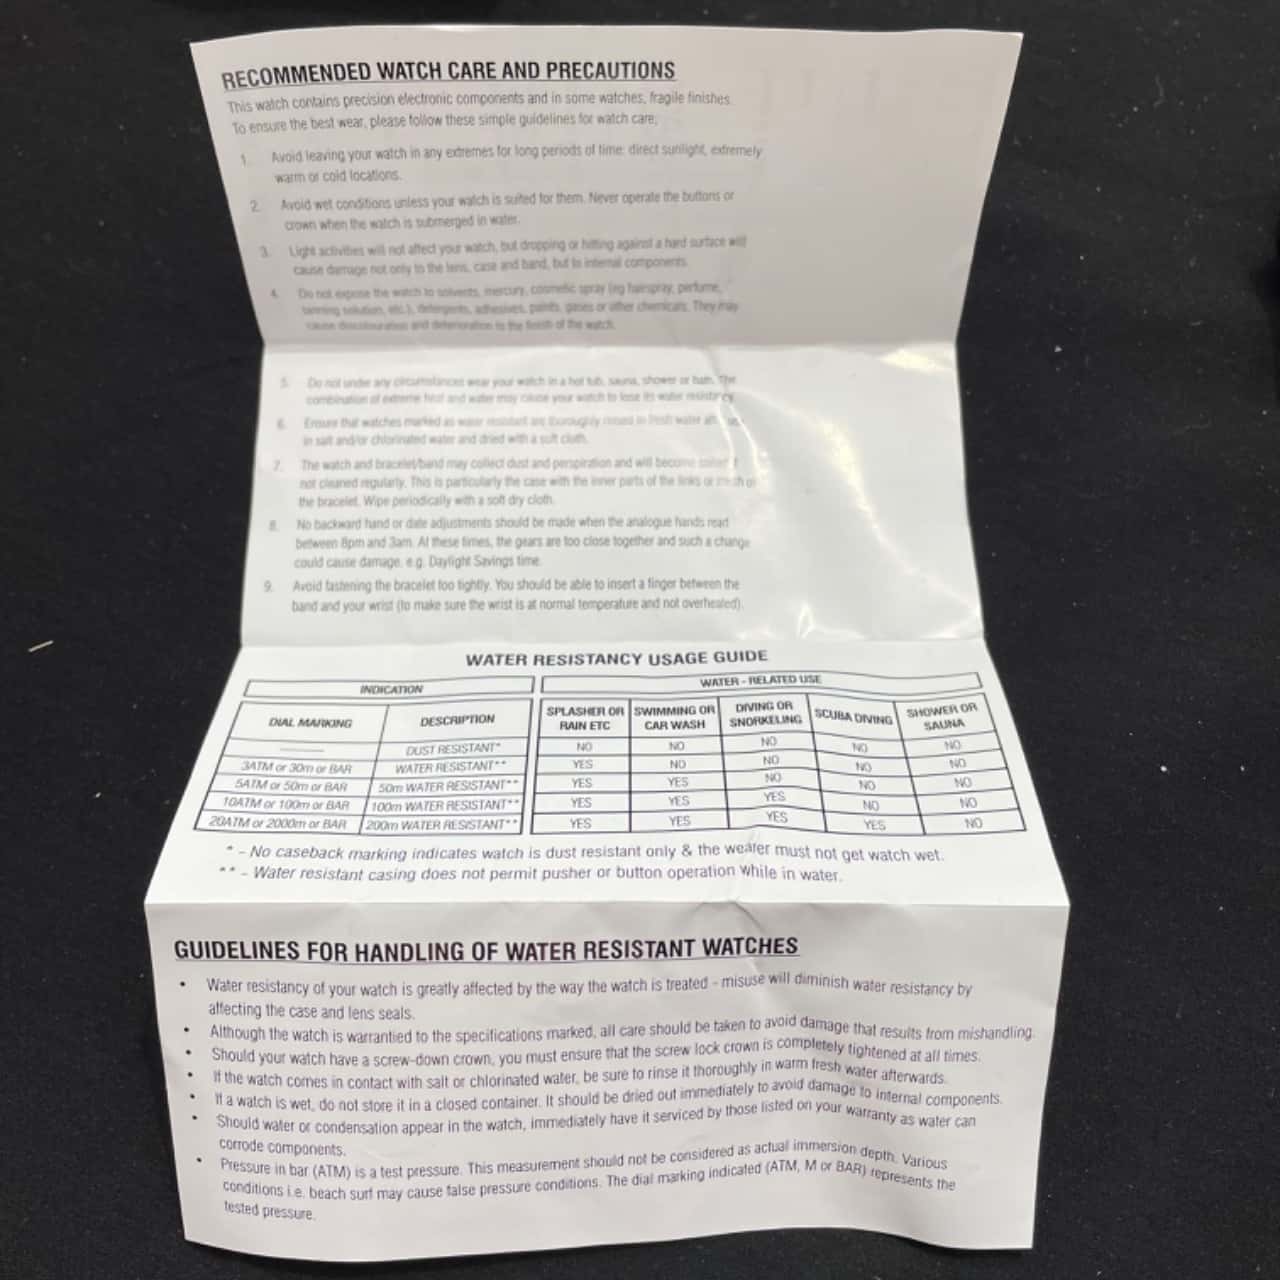 RECOMMENDED WATCH CARE AND PRECAUTIONS
This watch contains precision electronic components and in some watches, fragile finishes.
To ensure the best wear, please follow these simple guidelines for watch care;
1. Avoid leaving your watch in any extremes for long periods of time: direct sunlight, extremely
warm or cold locations.
2. Avoid wet conditions unless your watch is suited for them. Never operate the buttons or
crown when the watch is submerged in water.
3. Light activities will not affect your watch, but dropping or hitting against a hard surface will
cause damage not only to the lens, case and band, but to internal components.
4. Do not expose the watch to solvents, mercury, cosmetic spray (eg hairspray, perfume,
tanning solution, etc.), detergents, adhesives, paints, gases or other chemicals. They may
cause discolouration and deterioration to the finish of the watch.
5. Do not under any circumstances wear your watch in a hot tub, sauna, shower or bath. The
combination of extreme heat and water may cause your watch to lose its water resistancy.
6. Ensure that watches marked as water resistant are thoroughly rinsed in fresh water
in salt and/or chlorinated water and dried with a soft cloth.
7. The watch and bracelet/band may collect dust and perspiration and will become
not cleaned regularly. This is particularly the case with the inner parts of the links or mesh of
the bracelet. Wipe periodically with a soft dry cloth.
8. No backward hand or date adjustments should be made when the analogue hands read
between 8pm and 3am. At these times, the gears are too close together and such a change
could cause damage, e.g. Daylight Savings time.
9. Avoid fastening the bracelet too tightly. You should be able to insert a finger between the
band and your wrist (to make sure the wrist is at normal temperature and not overheated).
WATER RESISTANCY USAGE GUIDE
INDICATION WATER - RELATED USE
DIAL MARKING DESCRIPTION SPLASHER OR RAIN ETC SWIMMING OR CAR WASH DIVING OR SNORKELING SCUBA DIVING SHOWER OR SAUNA
———— DUST RESISTANT* NO NO NO NO NO
3ATM or 30m or BAR WATER RESISTANT** YES NO NO NO NO
5ATM or 50m or BAR 50m WATER RESISTANT** YES YES NO NO NO
10ATM or 100m or BAR 100m WATER RESISTANT** YES YES YES NO NO
20ATM or 2000m or BAR 200m WATER RESISTANT** YES YES YES YES NO
* - No caseback marking indicates watch is dust resistant only & the wearer must not get watch wet.
** - Water resistant casing does not permit pusher or button operation while in water.
GUIDELINES FOR HANDLING OF WATER RESISTANT WATCHES
• Water resistancy of your watch is greatly affected by the way the watch is treated - misuse will diminish water resistancy by
affecting the case and lens seals.
• Although the watch is warrantied to the specifications marked, all care should be taken to avoid damage that results from mishandling.
• Should your watch have a screw-down crown, you must ensure that the screw lock crown is completely tightened at all times.
• If the watch comes in contact with salt or chlorinated water, be sure to rinse it thoroughly in warm fresh water afterwards.
• If a watch is wet, do not store it in a closed container. It should be dried out immediately to avoid damage to internal components.
• Should water or condensation appear in the watch, immediately have it serviced by those listed on your warranty as water can
corrode components.
• Pressure in bar (ATM) is a test pressure. This measurement should not be considered as actual immersion depth. Various
conditions i.e. beach surf may cause false pressure conditions. The dial marking indicated (ATM, M or BAR) represents the
tested pressure.